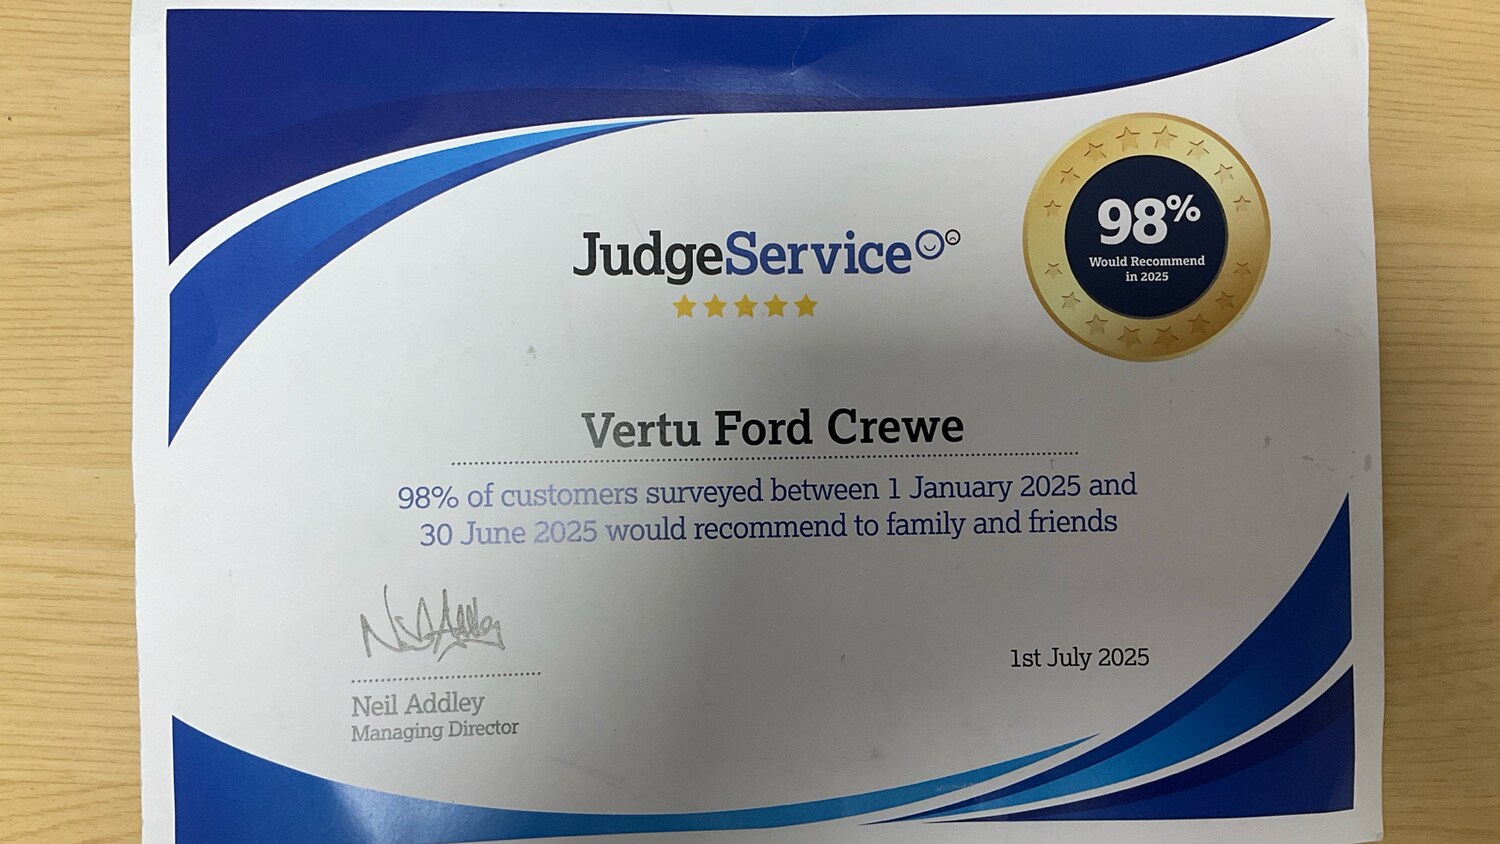 JudgeService
98%
Would Recommend
in 2025
Vertu Ford Crewe
98% of customers surveyed between 1 January 2025 and
30 June 2025 would recommend to family and friends
1st July 2025
Neil Addley
Managing Director